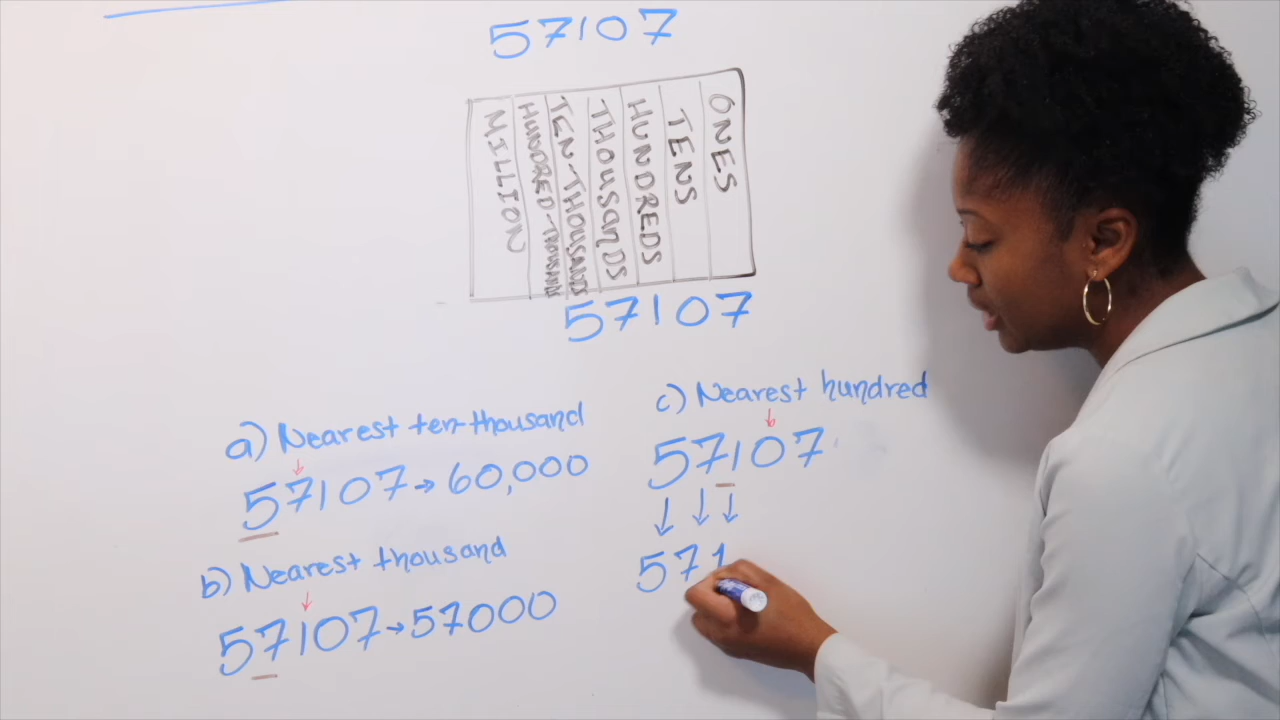 57107
MILLION
HUNDRED-THOUSANDS
TEN-THOUSANDS
THOUSANDS
HUNDREDS
TENS
ONES
57107
a) Nearest ten-thousand
57107 → 60,000
b) Nearest thousand
57107 → 57000
c) Nearest hundred
57107
↓ ↓ ↓
571